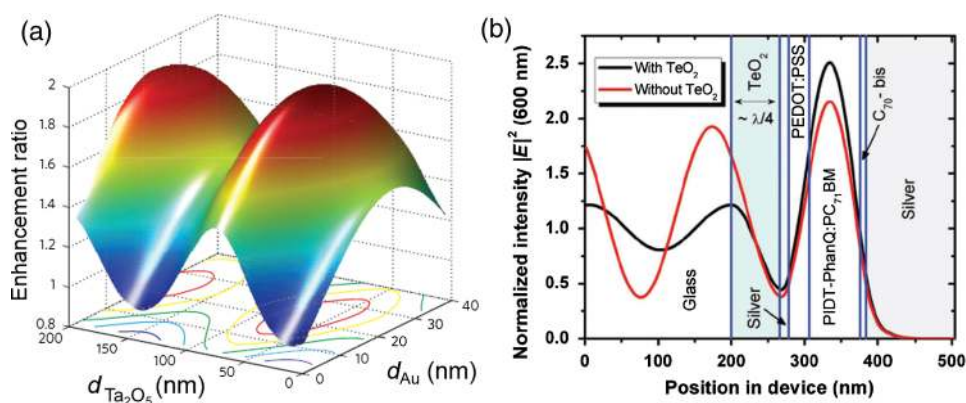 (a)
Enhancement ratio
2
1.8
1.6
1.4
1.2
1
0.8
200
150
100
50
0
d Ta₂O₅ (nm)
0
10
20
30
40
d Au (nm)
(b)
Normalized intensity |E|² (600 nm)
2.5
2.0
1.5
1.0
0.5
0.0
With TeO₂
Without TeO₂
TeO₂
~ λ/4
PEDOT:PSS
C₇₀- bis
Glass
Silver
PIDT-PhanQ:PC₇₁BM
Silver
0 100 200 300 400 500
Position in device (nm)